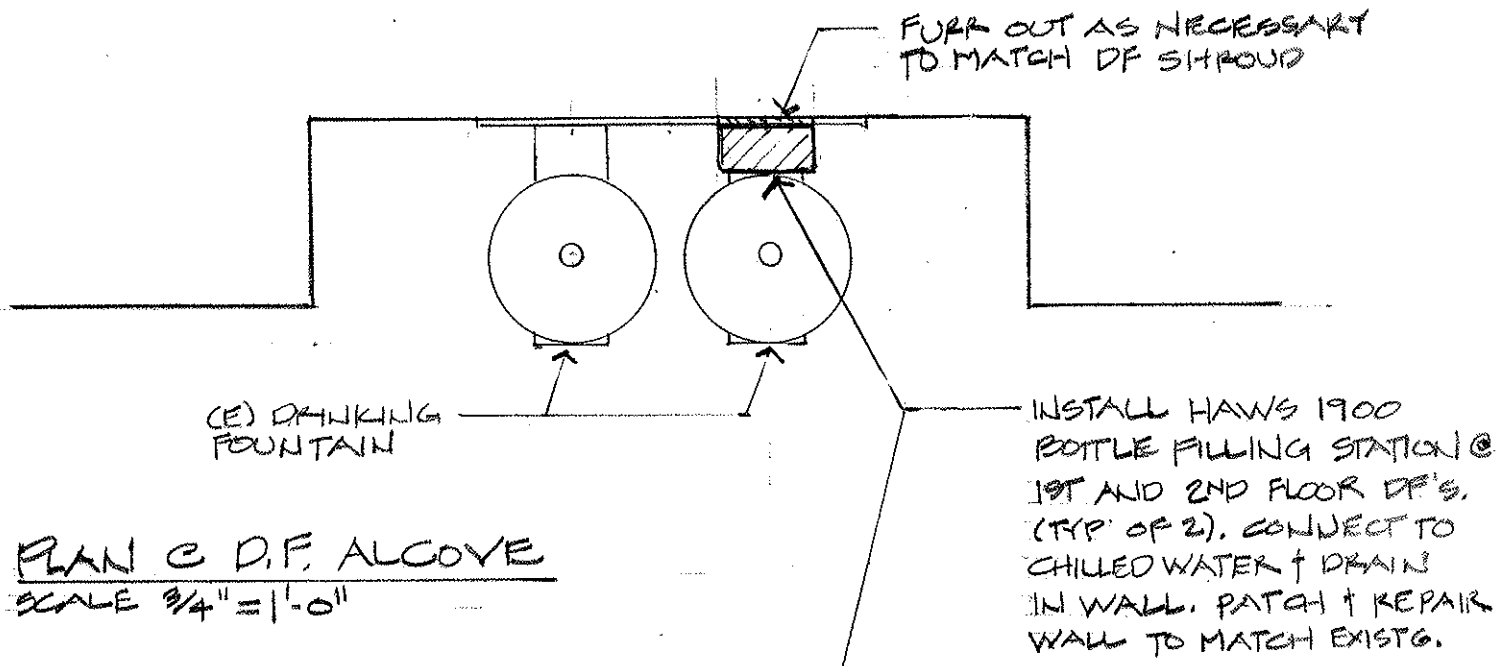 FURR OUT AS NECESSARY
TO MATCH DF SHROUD
(E) DRINKING
FOUNTAIN
INSTALL HAWS 1900
BOTTLE FILLING STATION @
1ST AND 2ND FLOOR DF'S.
(TYP OF 2). CONNECT TO
CHILLED WATER & DRAIN
IN WALL. PATCH & REPAIR
WALL TO MATCH EXISTG.
PLAN @ D.F. ALCOVE
SCALE 3/4" = 1'-0"